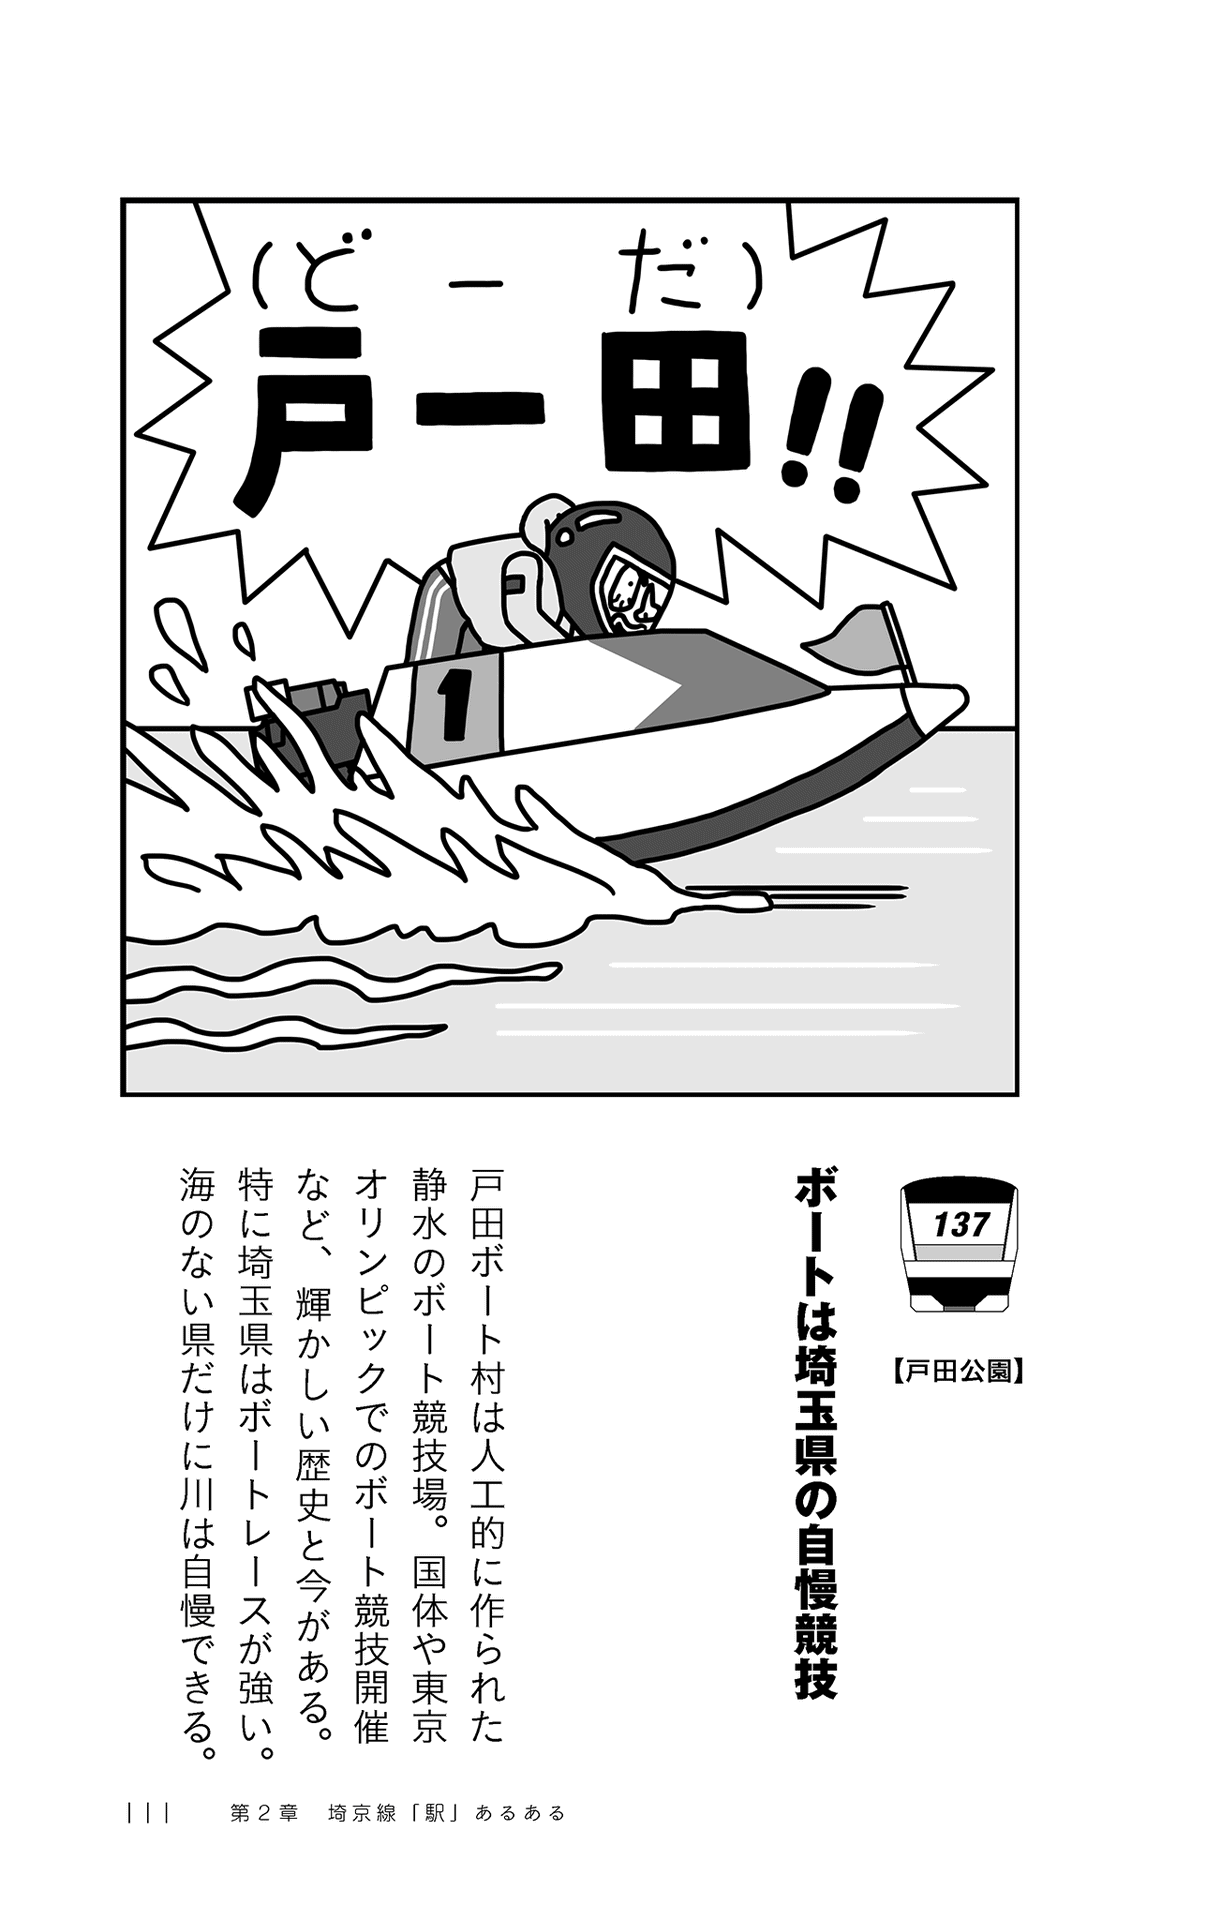 （どーだ）
戸ー田!!
1
137
【戸田公園】
ボートは埼玉県の自慢競技
戸田ボート村は人工的に作られた
静水のボート競技場。国体や東京
オリンピックでのボート競技開催
など、輝かしい歴史と今がある。
特に埼玉県はボートレースが強い。
海のない県だけに川は自慢できる。
111　第2章　埼京線「駅」あるある